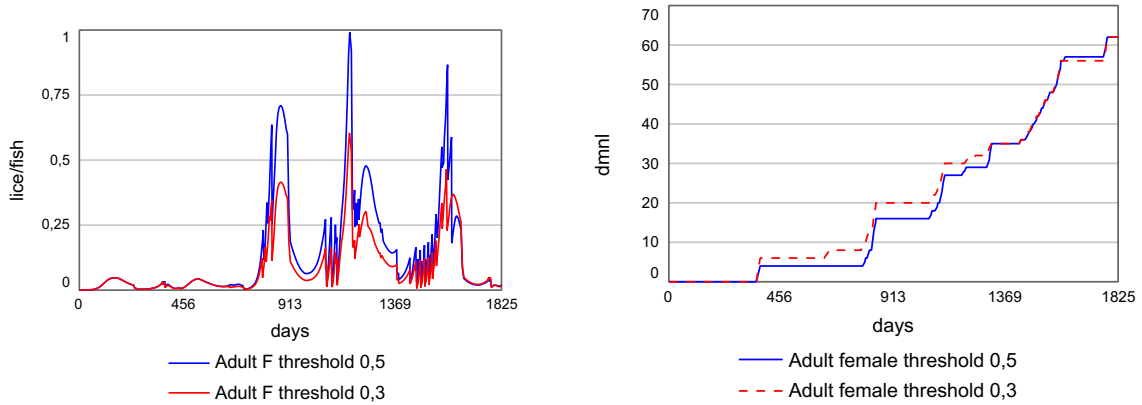 1
0,75
0,5
0,25
0
lice/fish
0 456 913 1369 1825
days
Adult F threshold 0,5
Adult F threshold 0,3
70
60
50
40
30
20
10
0
dmnl
0 456 913 1369 1825
days
Adult female threshold 0,5
Adult female threshold 0,3